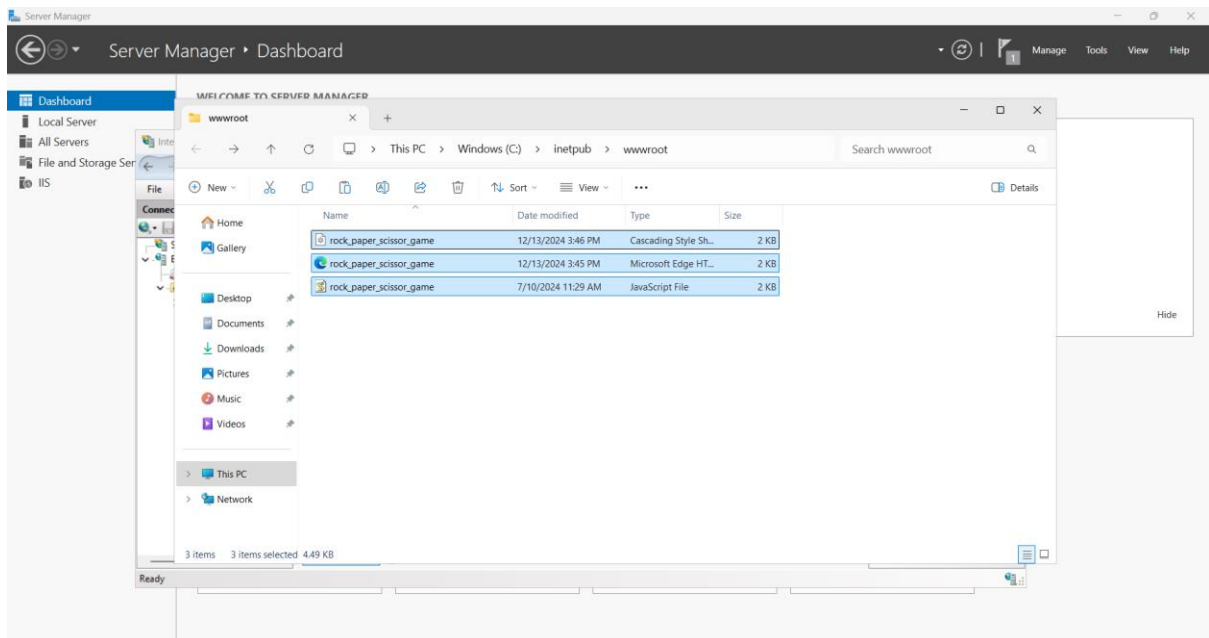 Server Manager
Server Manager • Dashboard
1 Manage Tools View Help
Dashboard
Local Server
All Servers
File and Storage Ser
IIS
WELCOME TO SERVER MANAGER
Hide
Inte
File
Connec
Ready
wwwroot
This PC > Windows (C:) > inetpub > wwwroot
Search wwwroot
New Sort View ... Details
Home
Gallery
Desktop
Documents
Downloads
Pictures
Music
Videos
This PC
Network
Name Date modified Type Size
rock_paper_scissor_game 12/13/2024 3:46 PM Cascading Style Sh... 2 KB
rock_paper_scissor_game 12/13/2024 3:45 PM Microsoft Edge HT... 2 KB
rock_paper_scissor_game 7/10/2024 11:29 AM JavaScript File 2 KB
3 items 3 items selected 4.49 KB